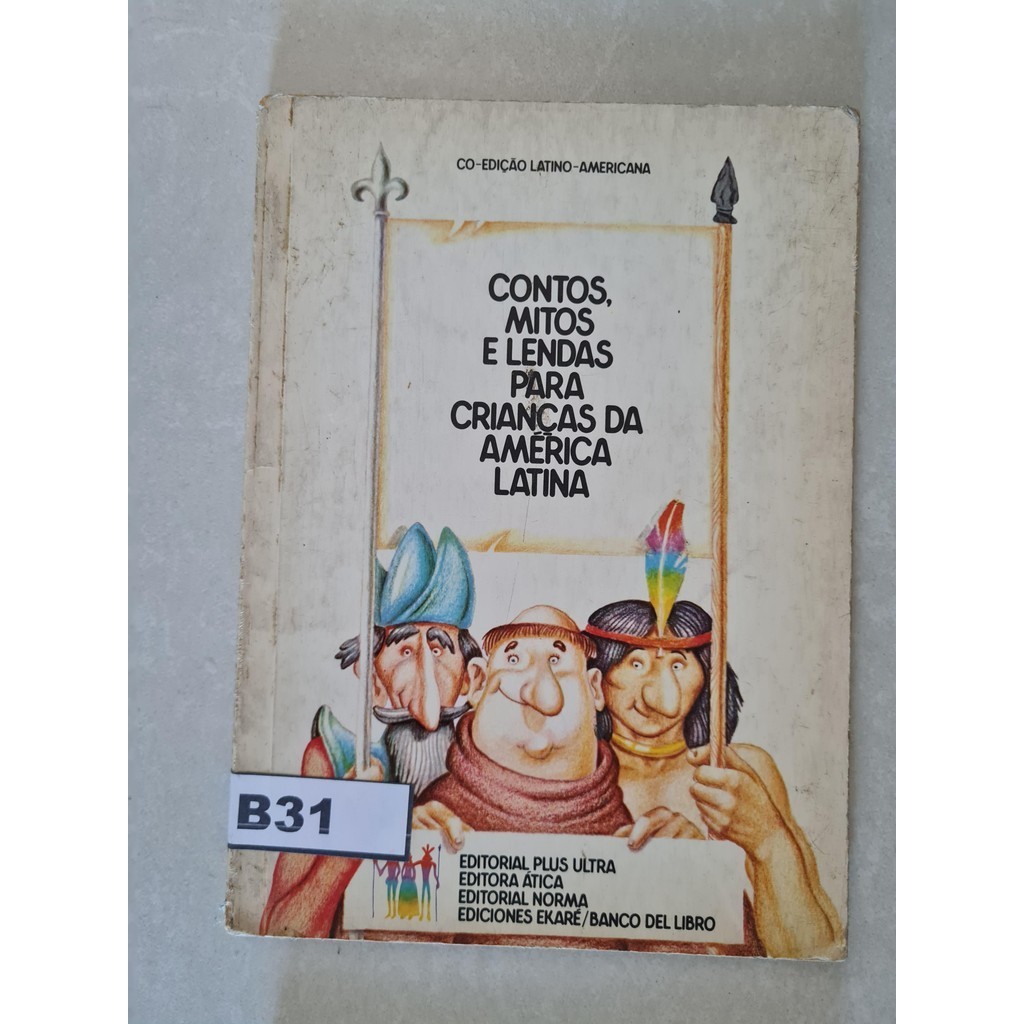 CO-EDIÇÃO LATINO-AMERICANA
CONTOS,
MITOS
E LENDAS
PARA
CRIANÇAS DA
AMÉRICA
LATINA
B31
EDITORIAL PLUS ULTRA
EDITORA ÁTICA
EDITORIAL NORMA
EDICIONES EKARÉ/BANCO DEL LIBRO